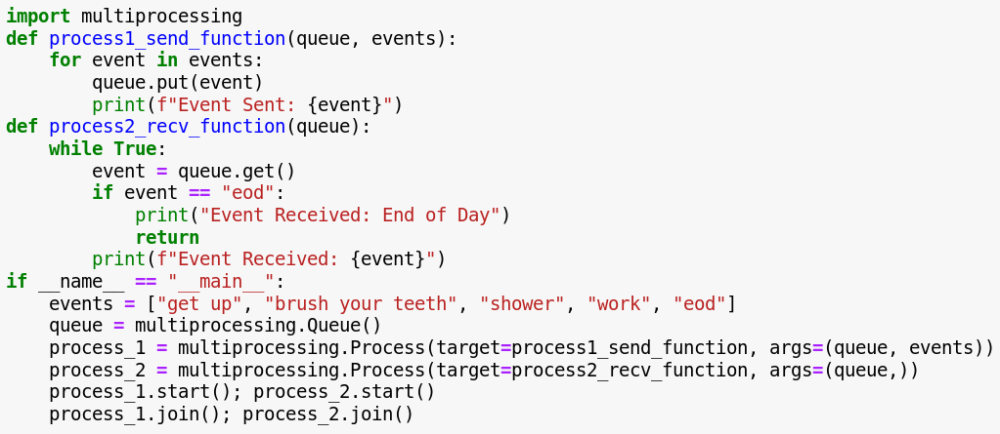 import multiprocessing
def process1_send_function(queue, events):
    for event in events:
        queue.put(event)
        print(f"Event Sent: {event}")
def process2_recv_function(queue):
    while True:
        event = queue.get()
        if event == "eod":
            print("Event Received: End of Day")
            return
        print(f"Event Received: {event}")
if __name__ == "__main__":
    events = ["get up", "brush your teeth", "shower", "work", "eod"]
    queue = multiprocessing.Queue()
    process_1 = multiprocessing.Process(target=process1_send_function, args=(queue, events))
    process_2 = multiprocessing.Process(target=process2_recv_function, args=(queue,))
    process_1.start(); process_2.start()
    process_1.join(); process_2.join()